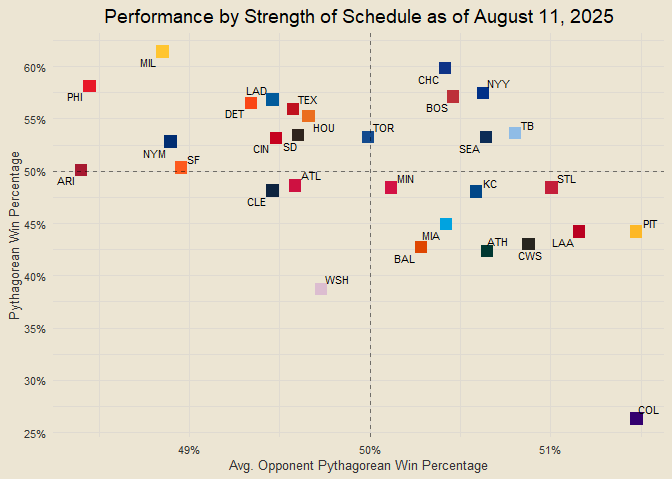 Performance by Strength of Schedule as of August 11, 2025
Pythagorean Win Percentage
60%
55%
50%
45%
40%
35%
30%
25%
MIL
PHI
LAD
DET
TEX
HOU
CIN
SD
NYM
SF
ARI
ATL
CLE
WSH
TOR
CHC
NYY
BOS
TB
SEA
MIN
KC
STL
MIA
BAL
ATH
CWS
LAA
PIT
COL
49%
50%
51%
Avg. Opponent Pythagorean Win Percentage